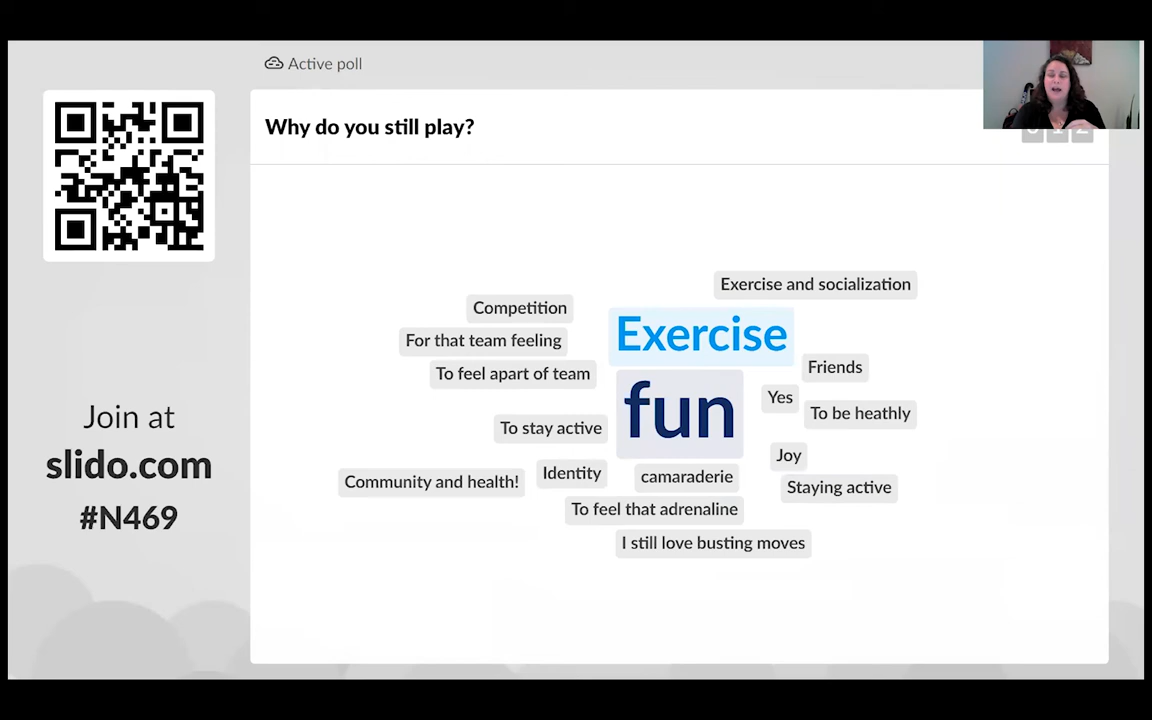 Active poll
Why do you still play?
Exercise and socialization
Competition
Exercise
For that team feeling
Friends
To feel apart of team
fun
Yes
To be heathly
To stay active
Joy
Identity
camaraderie
Community and health!
Staying active
To feel that adrenaline
I still love busting moves
Join at
slido.com
#N469